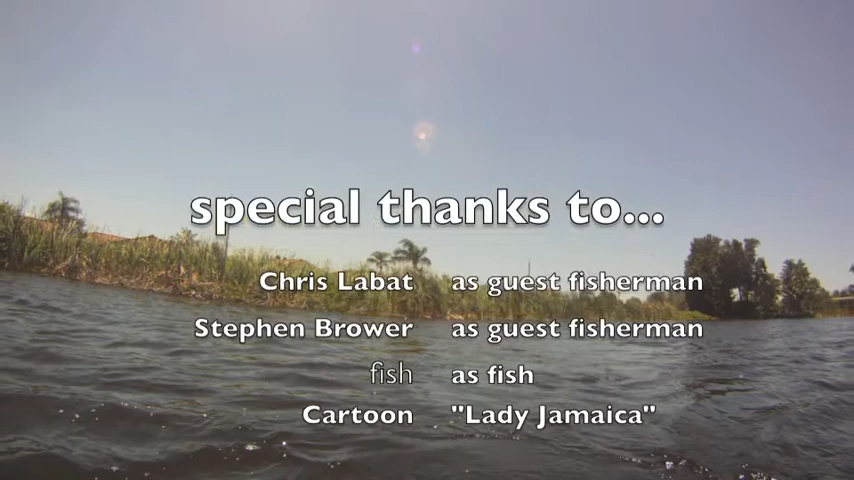 special thanks to...
Chris Labat as guest fisherman
Stephen Brower as guest fisherman
fish as fish
Cartoon "Lady Jamaica"